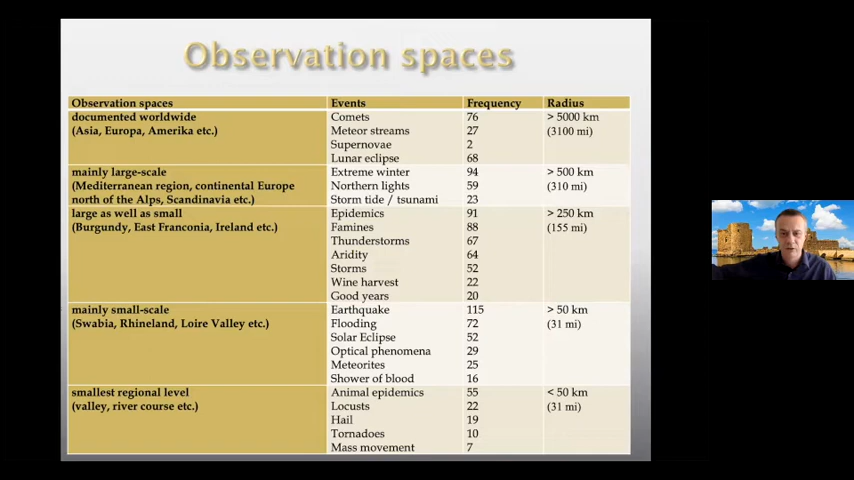 Observation spaces
Observation spaces Events Frequency Radius
documented worldwide Comets 76 > 5000 km
(Asia, Europa, Amerika etc.) Meteor streams 27 (3100 mi)
Supernovae 2
Lunar eclipse 68
mainly large-scale Extreme winter 94 > 500 km
(Mediterranean region, continental Europe Northern lights 59 (310 mi)
north of the Alps, Scandinavia etc.) Storm tide / tsunami 23
large as well as small Epidemics 91 > 250 km
(Burgundy, East Franconia, Ireland etc.) Famines 88 (155 mi)
Thunderstorms 67
Aridity 64
Storms 52
Wine harvest 22
Good years 20
mainly small-scale Earthquake 115 > 50 km
(Swabia, Rhineland, Loire Valley etc.) Flooding 72 (31 mi)
Solar Eclipse 52
Optical phenomena 29
Meteorites 25
Shower of blood 16
smallest regional level Animal epidemics 55 < 50 km
(valley, river course etc.) Locusts 22 (31 mi)
Hail 19
Tornadoes 10
Mass movement 7